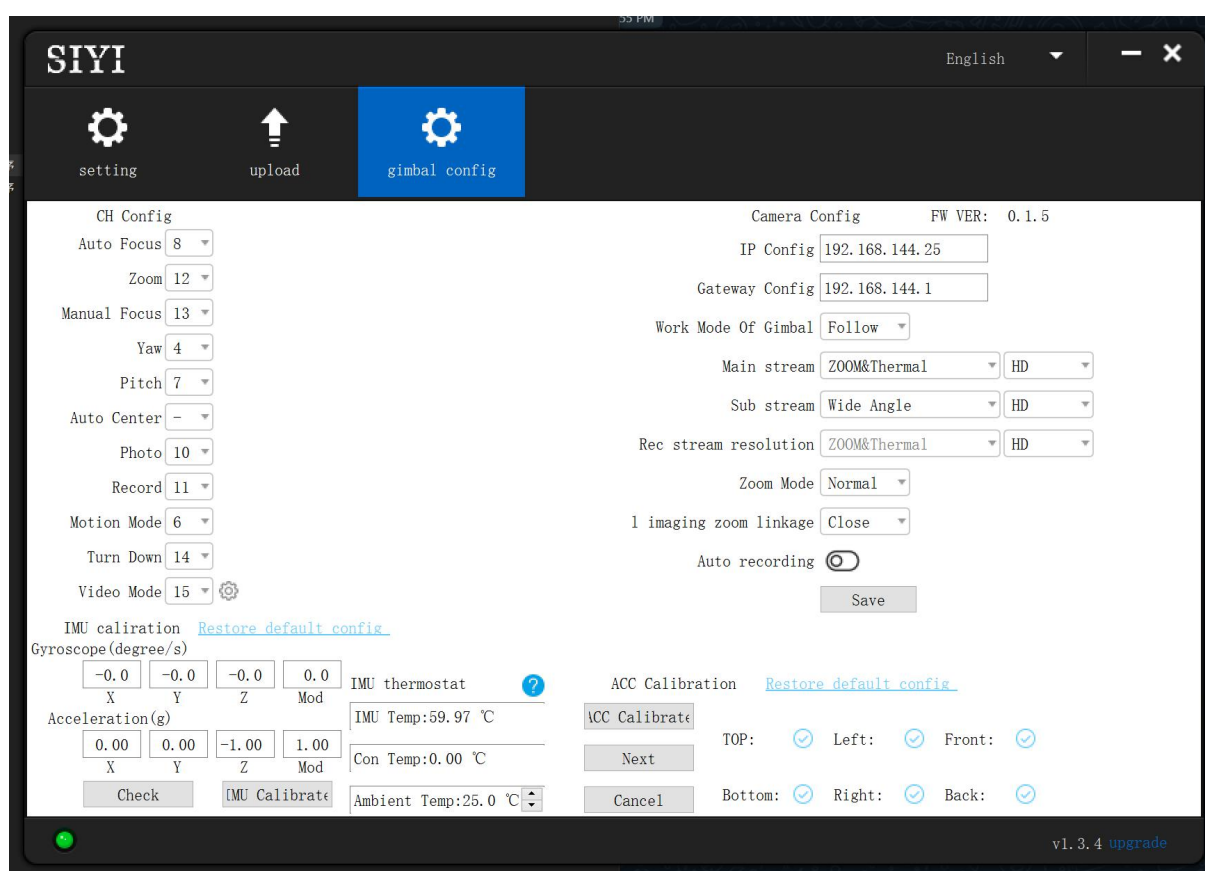 55 PM
SIYI
English
setting
upload
gimbal config
CH Config
Auto Focus 8
Zoom 12
Manual Focus 13
Yaw 4
Pitch 7
Auto Center -
Photo 10
Record 11
Motion Mode 6
Turn Down 14
Video Mode 15
Camera Config FW VER: 0.1.5
IP Config 192.168.144.25
Gateway Config 192.168.144.1
Work Mode Of Gimbal Follow
Main stream ZOOM&Thermal HD
Sub stream Wide Angle HD
Rec stream resolution ZOOM&Thermal HD
Zoom Mode Normal
l imaging zoom linkage Close
Auto recording
Save
IMU caliration Restore default config
Gyroscope(degree/s)
-0.0 -0.0 -0.0 0.0
X Y Z Mod
Acceleration(g)
0.00 0.00 -1.00 1.00
X Y Z Mod
Check IMU Calibrate
IMU thermostat ?
IMU Temp:59.97 ℃
Con Temp:0.00 ℃
Ambient Temp:25.0 ℃
ACC Calibration Restore default config
ACC Calibrate
Next
Cancel
TOP: Left: Front:
Bottom: Right: Back:
v1.3.4 upgrade